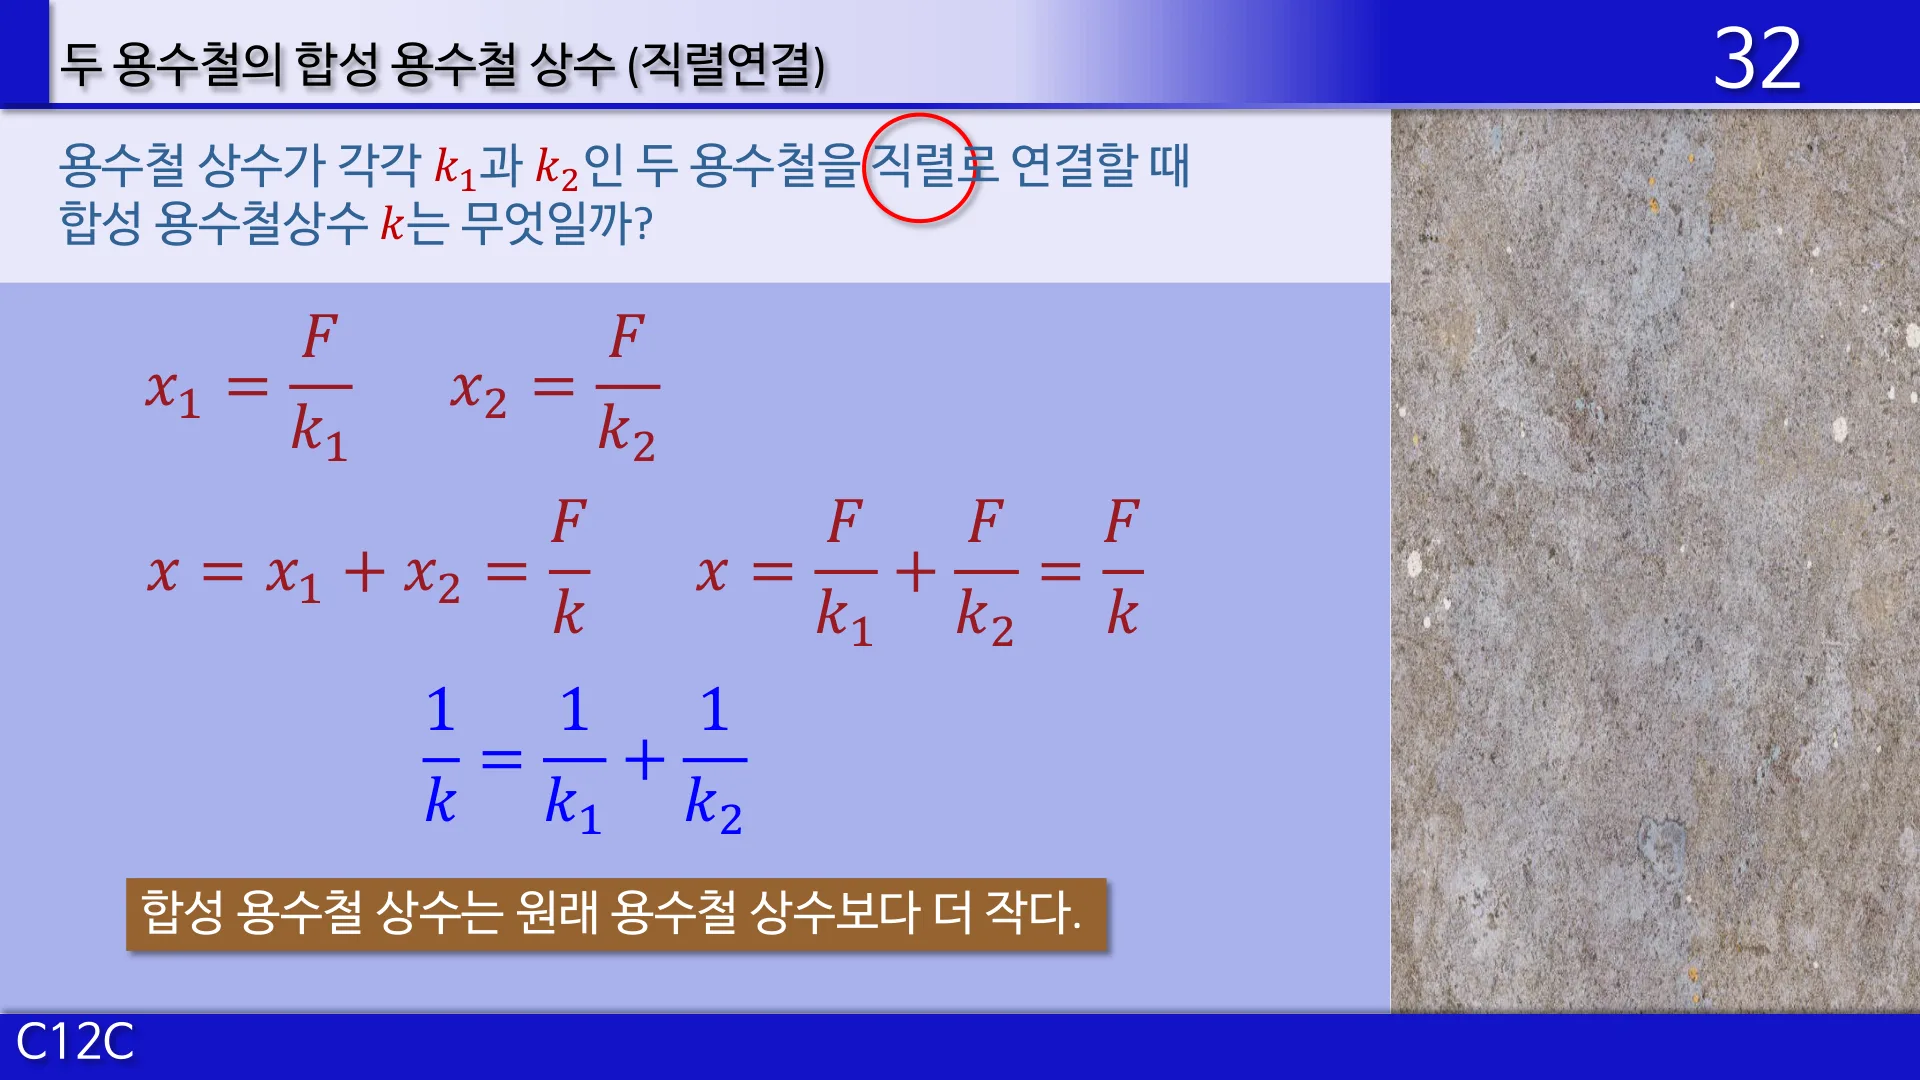 두 용수철의 합성 용수철 상수 (직렬연결)
32
용수철 상수가 각각 k₁과 k₂인 두 용수철을 직렬로 연결할 때
합성 용수철상수 k는 무엇일까?
x₁ = F/k₁  x₂ = F/k₂
x = x₁ + x₂ = F/k  x = F/k₁ + F/k₂ = F/k
1/k = 1/k₁ + 1/k₂
합성 용수철 상수는 원래 용수철 상수보다 더 작다.
C12C